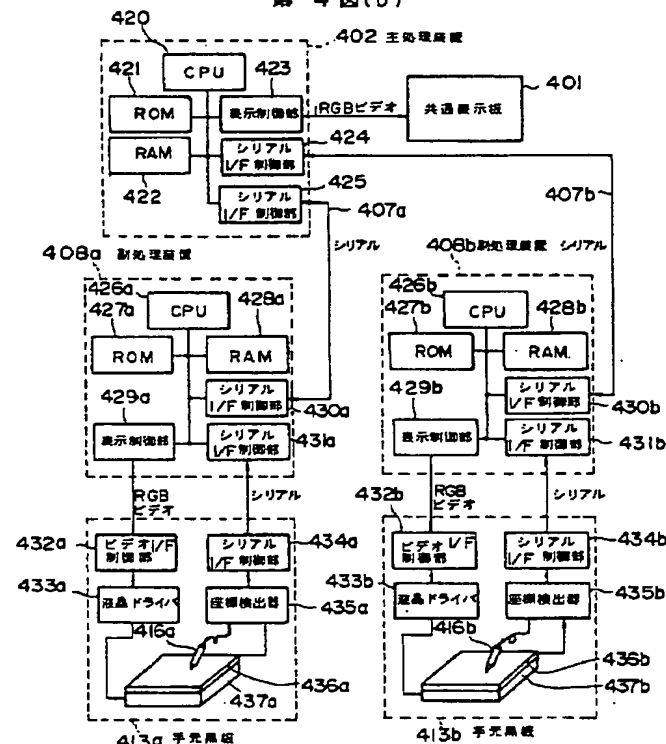 第 4 図(b)
420
402 主処理装置
CPU
421
423
ROM
表示制御部
RGBビデオ
共通表示板
401
424
RAM
シリアル
I/F 制御部
422
425
407b
シリアル
I/F 制御部
407a
シリアル
408a 副処理装置
426a
427a
428a
CPU
ROM
RAM
429a
シリアル
I/F 制御部
430a
表示制御部
シリアル
I/F 制御部
431a
RGB
ビデオ
シリアル
432a
434a
ビデオ I/F
制御部
シリアル
I/F 制御部
433a
液晶ドライバ
座標検出器
435a
416a
436a
437a
413a 手元黒板
408b 副処理装置
シリアル
426b
427b
428b
CPU
ROM
RAM.
429b
シリアル
I/F 制御部
430b
表示制御部
シリアル
I/F 制御部
431b
RGB
ビデオ
シリアル
432b
434b
ビデオ I/F
制御部
シリアル
I/F 制御部
433b
液晶ドライバ
座標検出器
435b
416b
436b
437b
413b 手元黒板